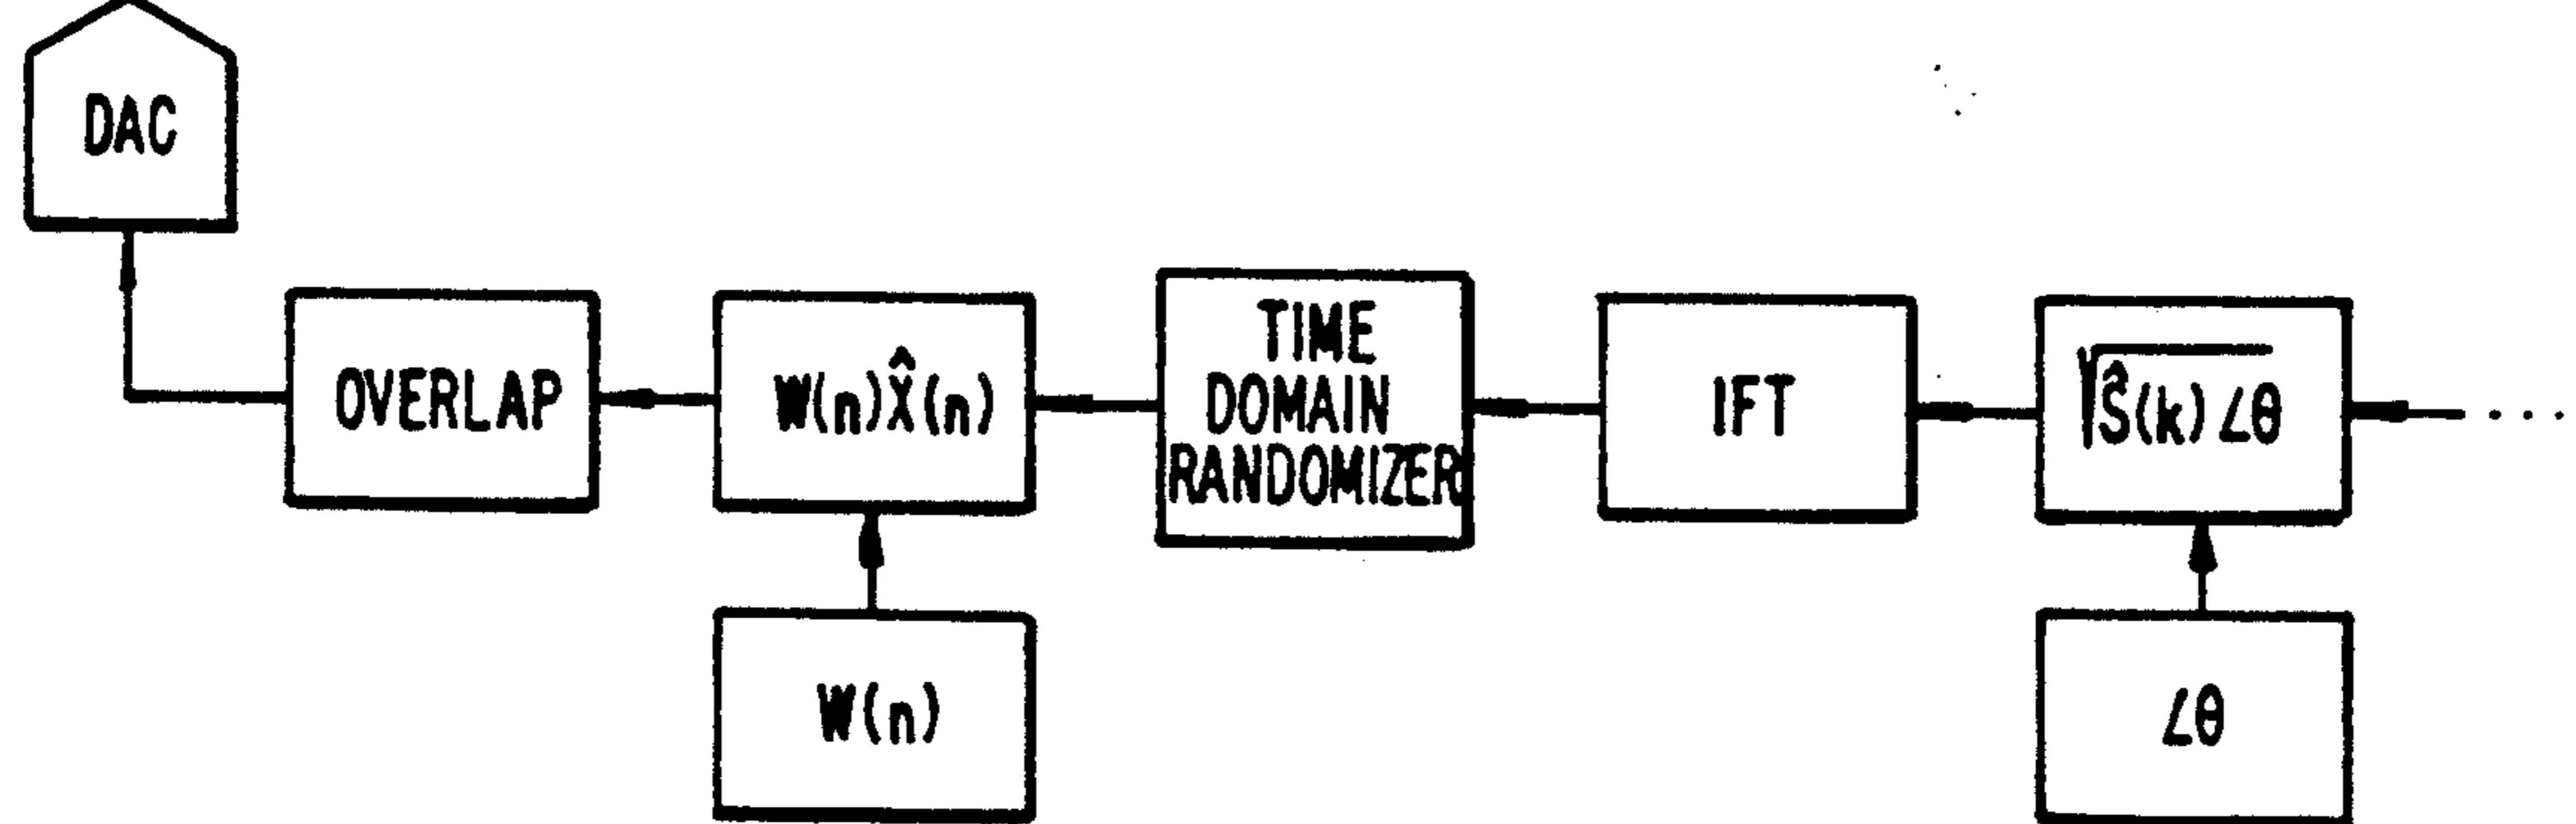 DAC
OVERLAP
W(n)X̂(n)
TIME
DOMAIN
RANDOMIZER
IFT
√Ŝ(k) ∠θ
....
W(n)
∠θ